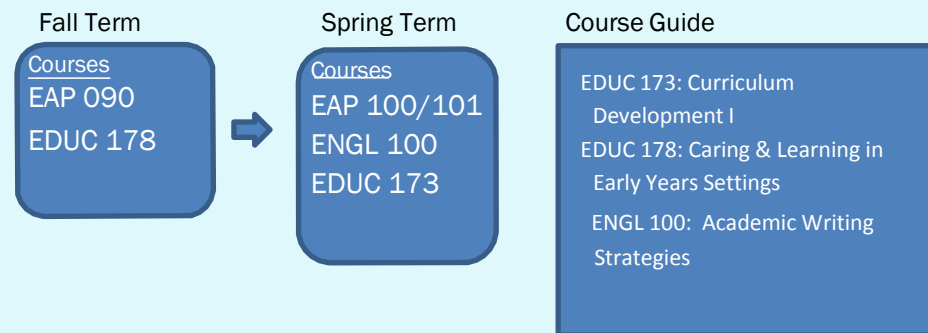 Fall Term
Courses
EAP 090
EDUC 178
Spring Term
Courses
EAP 100/101
ENGL 100
EDUC 173
Course Guide
EDUC 173: Curriculum
Development I
EDUC 178: Caring & Learning in
Early Years Settings
ENGL 100: Academic Writing
Strategies